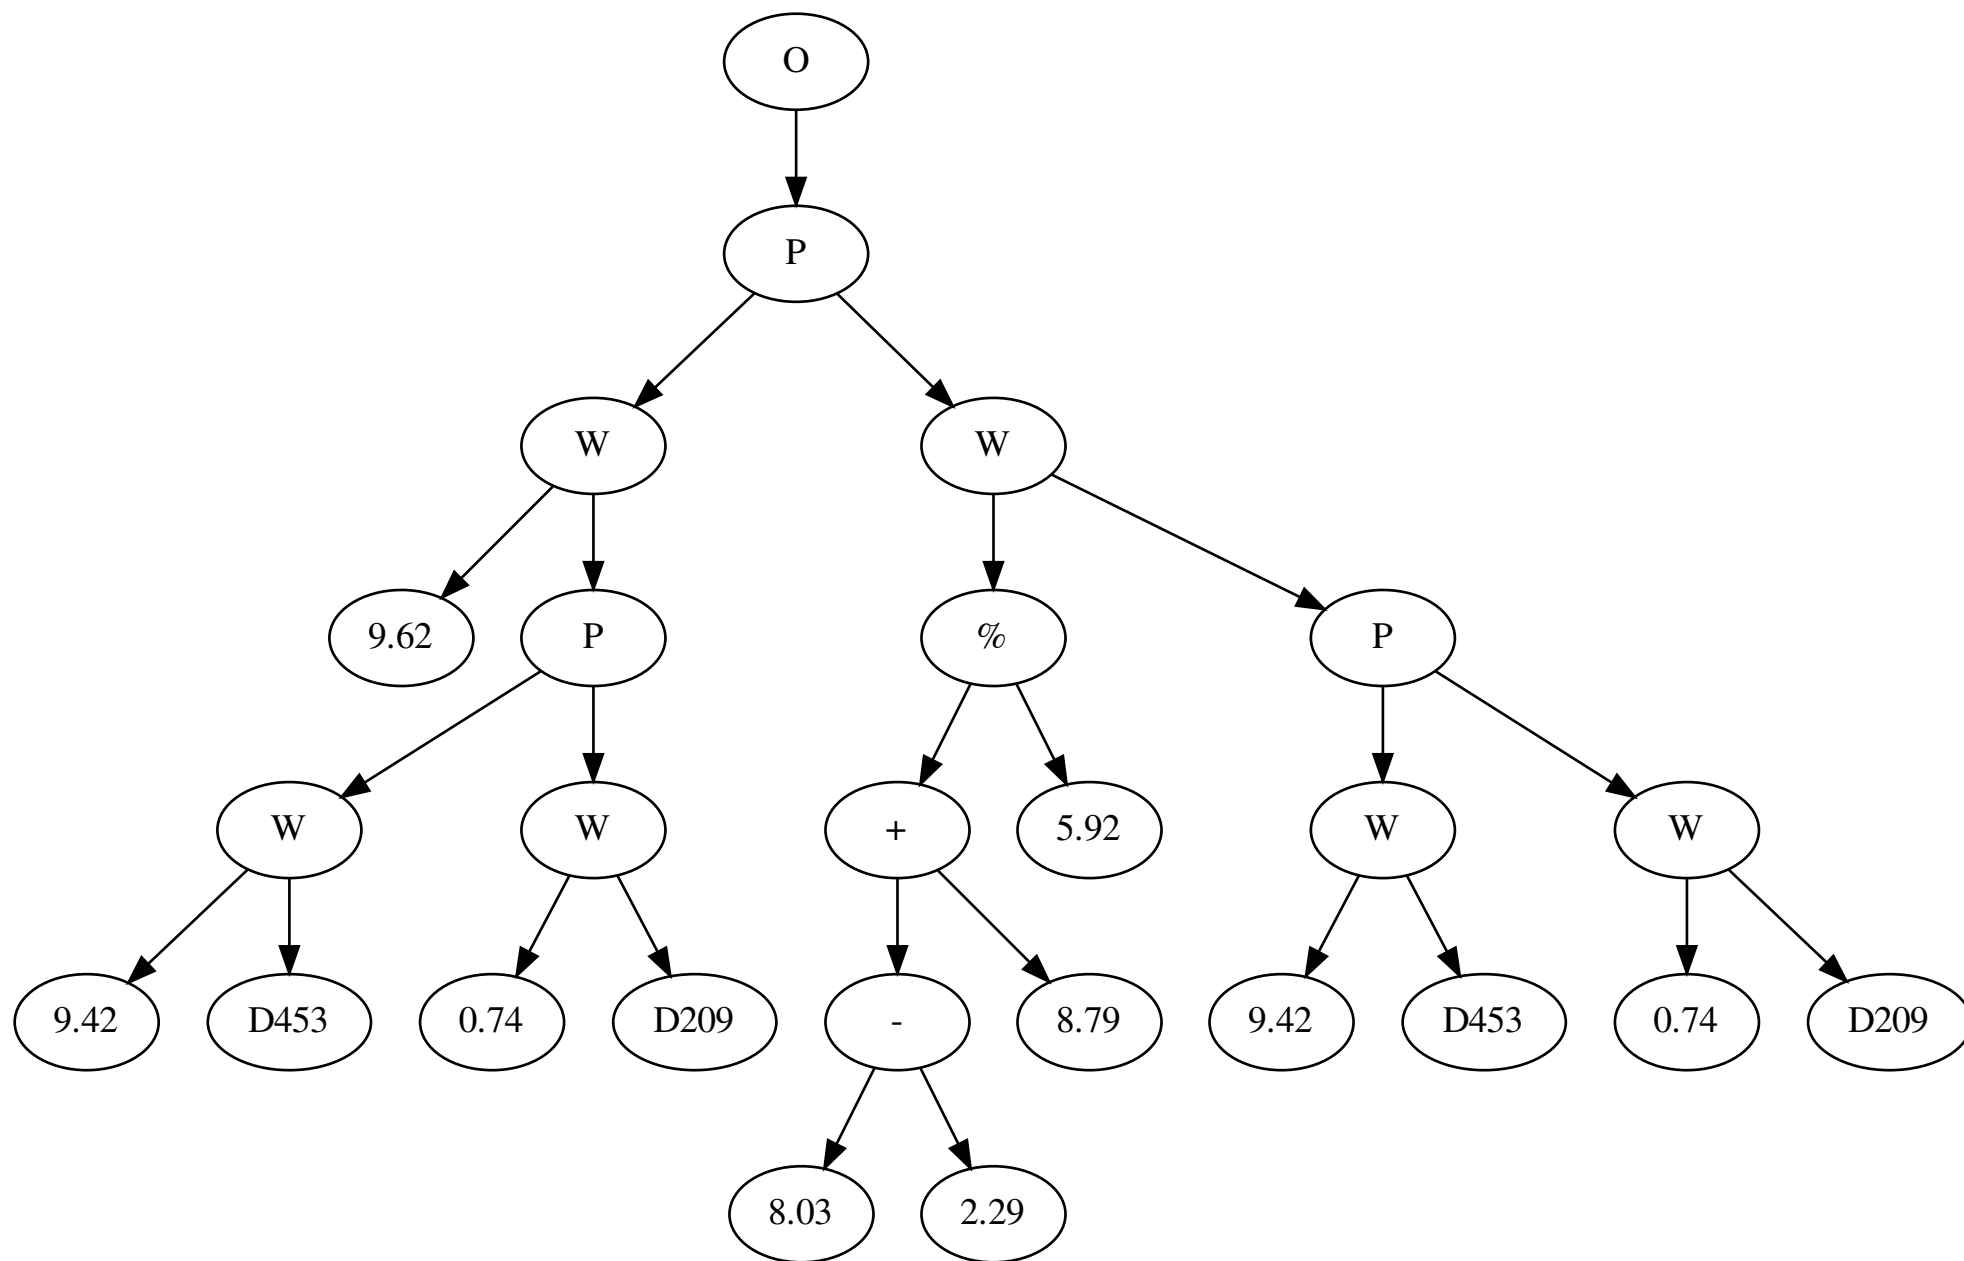 O
P
W W
9.62 P % P
W W + 5.92 W W
9.42 D453 0.74 D209 - 8.79 9.42 D453 0.74 D209
8.03 2.29